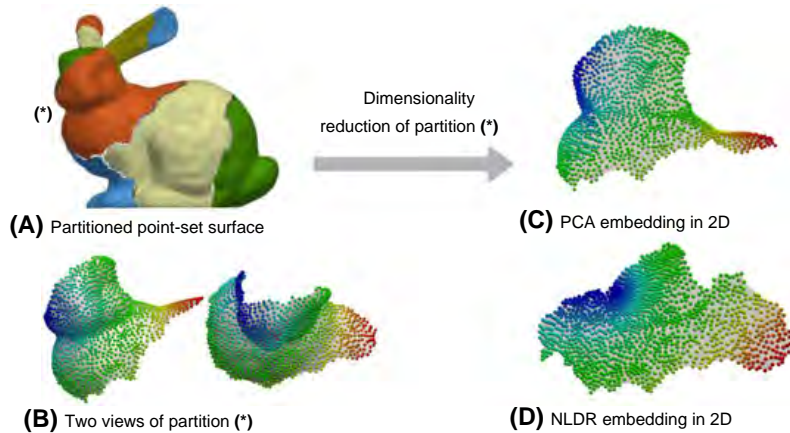 (*)
Dimensionality
reduction of partition (*)
(A) Partitioned point-set surface
(C) PCA embedding in 2D
(B) Two views of partition (*)
(D) NLDR embedding in 2D